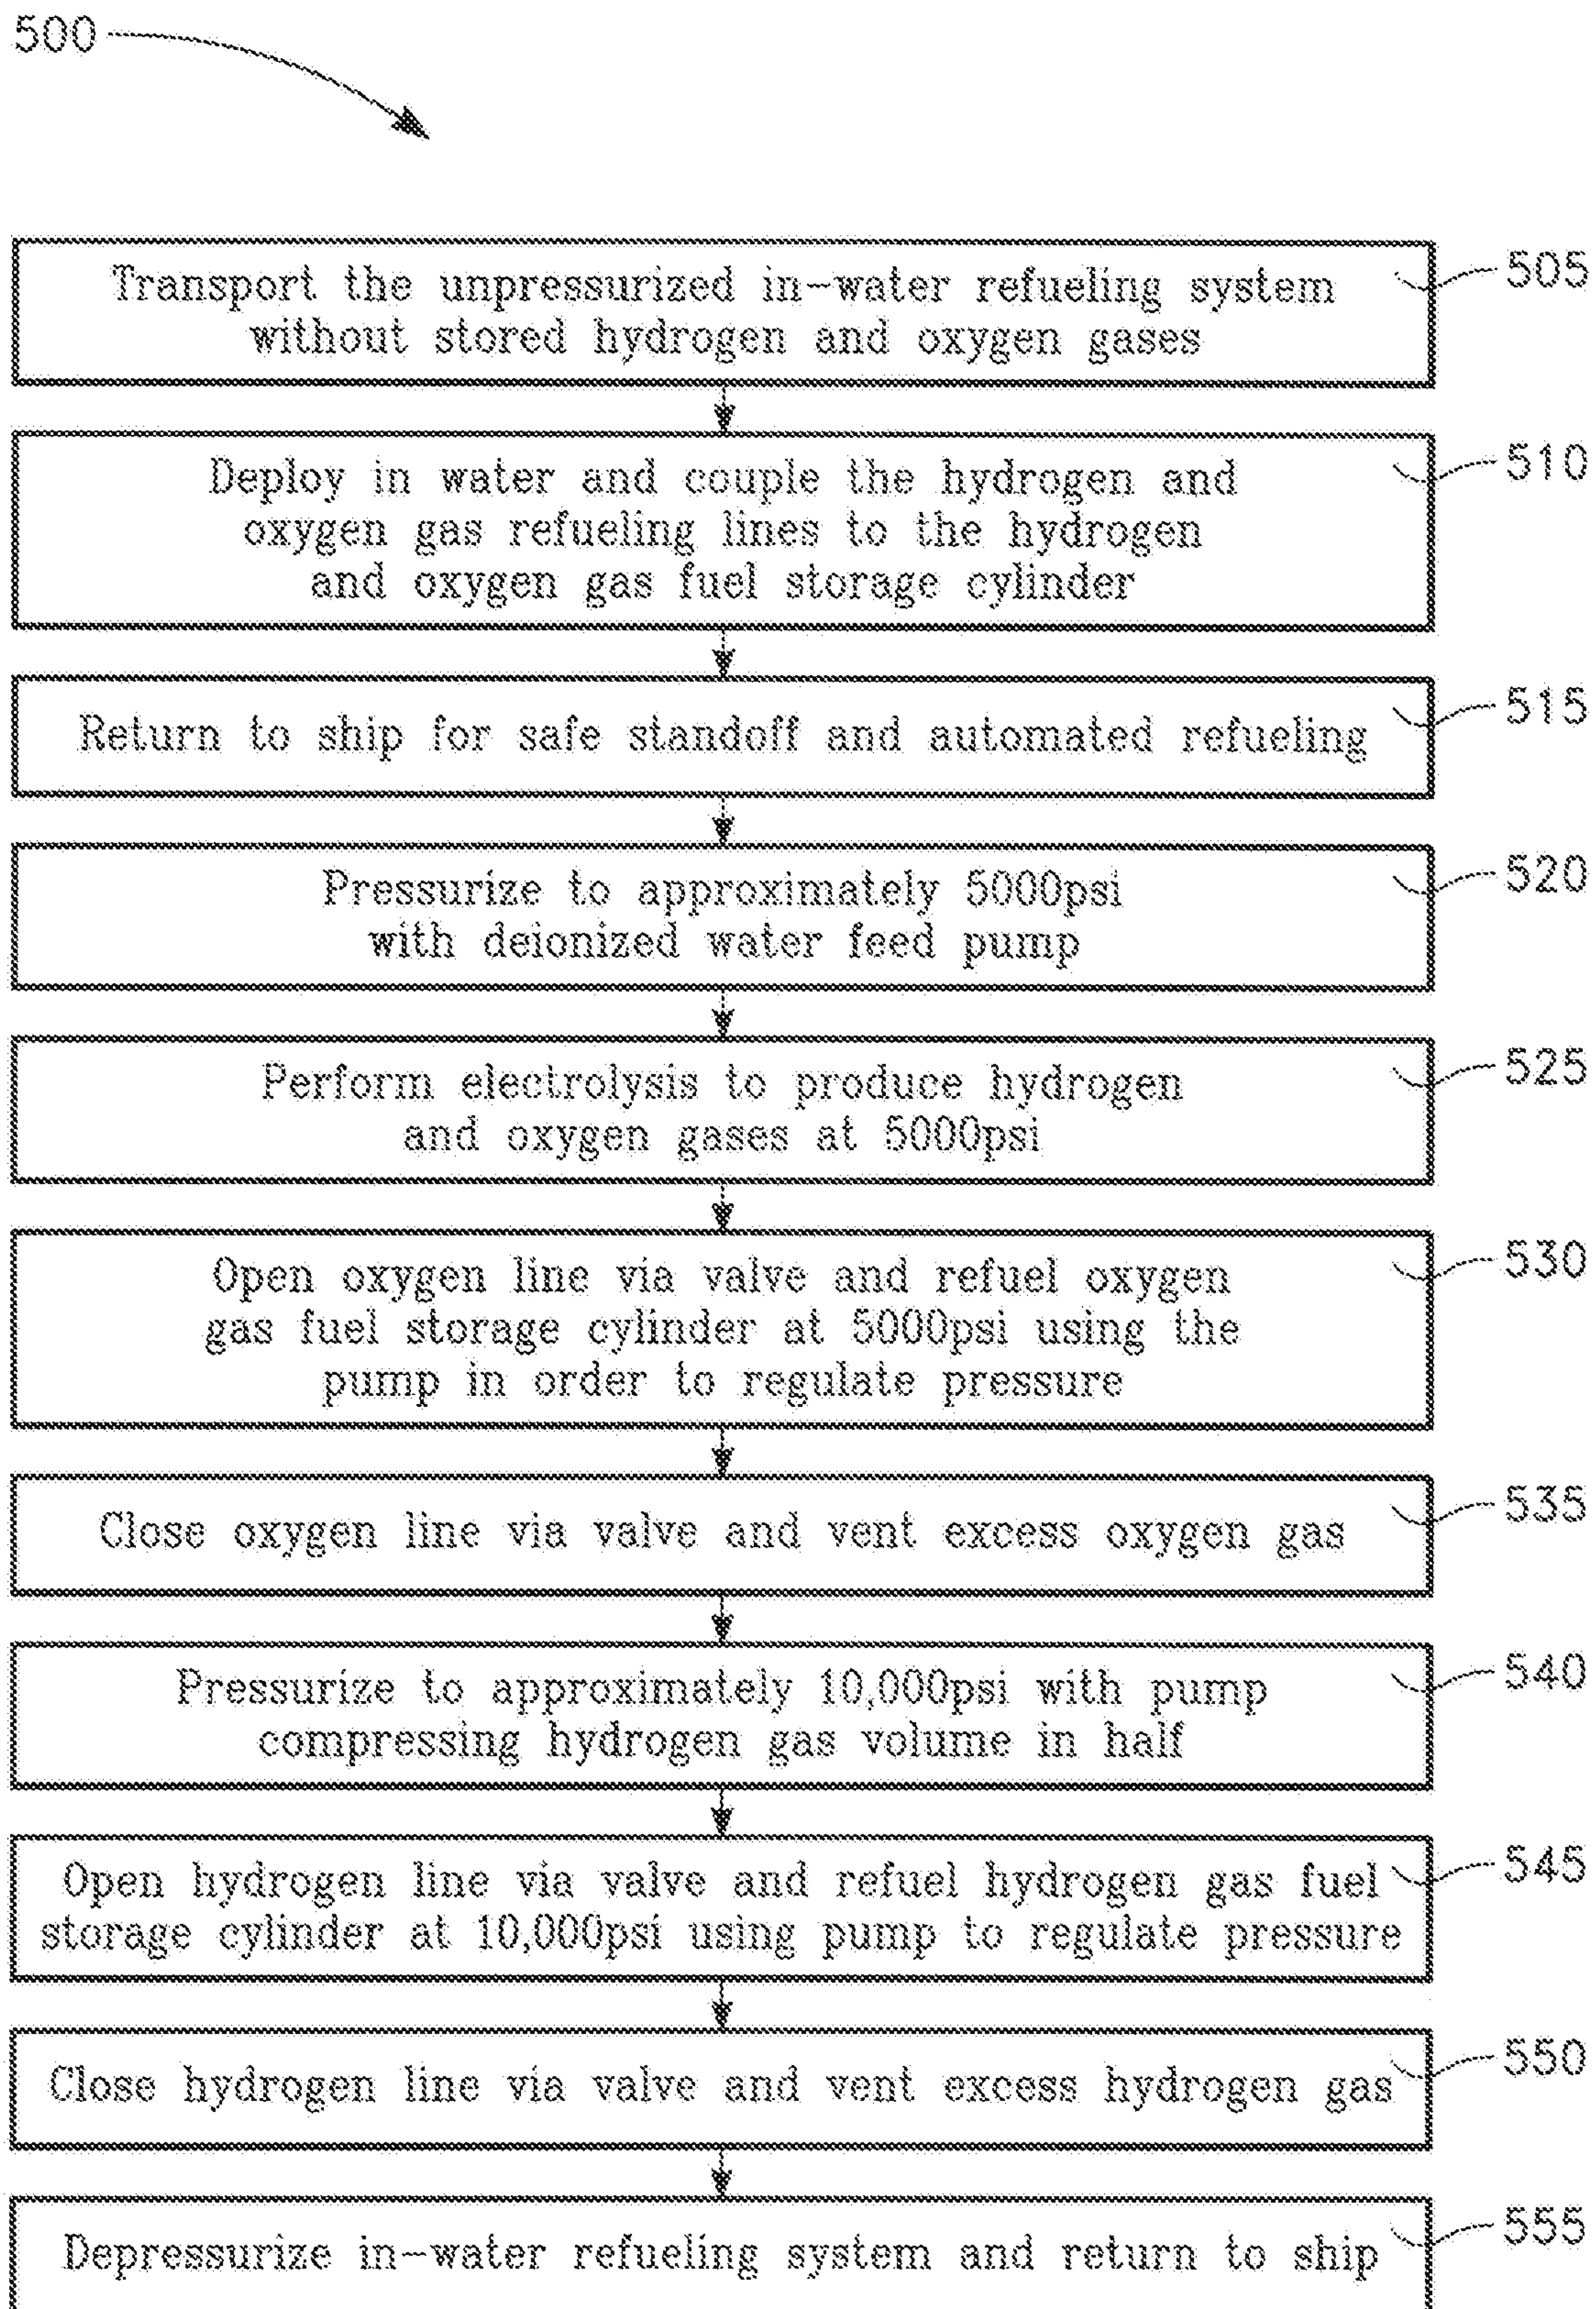 500
Transport the unpressurized in-water refueling system
without stored hydrogen and oxygen gases
505
Deploy in water and couple the hydrogen and
oxygen gas refueling lines to the hydrogen
and oxygen gas fuel storage cylinder
510
Return to ship for safe standoff and automated refueling
515
Pressurize to approximately 5000psi
with deionized water feed pump
520
Perform electrolysis to produce hydrogen
and oxygen gases at 5000psi
525
Open oxygen line via valve and refuel oxygen
gas fuel storage cylinder at 5000psi using the
pump in order to regulate pressure
530
Close oxygen line via valve and vent excess oxygen gas
535
Pressurize to approximately 10,000psi with pump
compressing hydrogen gas volume in half
540
Open hydrogen line via valve and refuel hydrogen gas fuel
storage cylinder at 10,000psi using pump to regulate pressure
545
Close hydrogen line via valve and vent excess hydrogen gas
550
Depressurize in-water refueling system and return to ship
555